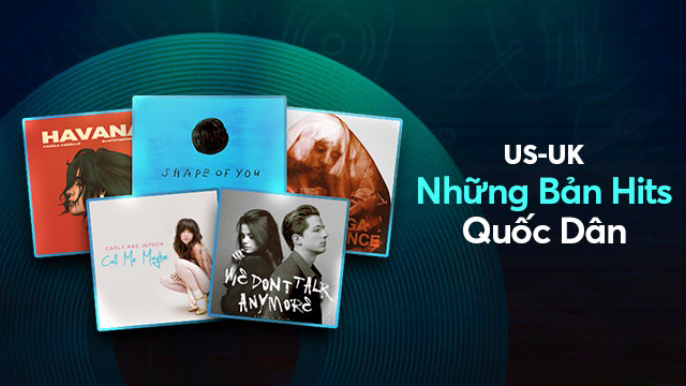 HAVANA
CAMILA CABELLO
SHAPE OF YOU
CARLY RAE JEPSEN
Call Me Maybe
WE DON'T TALK
ANYMORE
US-UK
Những Bản Hits
Quốc Dân